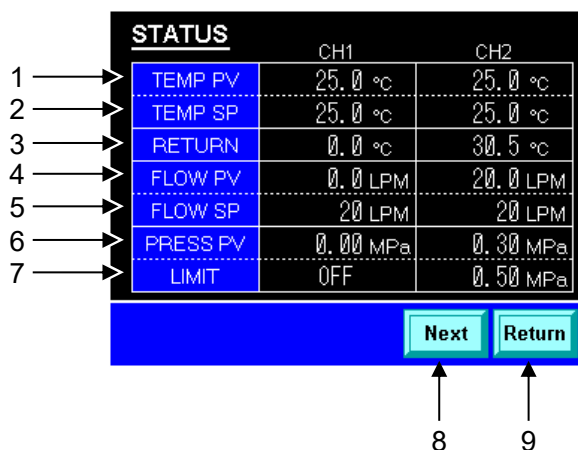 STATUS
CH1 CH2
1 TEMP PV 25.0 °C 25.0 °C
2 TEMP SP 25.0 °C 25.0 °C
3 RETURN 0.0 °C 30.5 °C
4 FLOW PV 0.0 LPM 20.0 LPM
5 FLOW SP 20 LPM 20 LPM
6 PRESS PV 0.00 MPa 0.30 MPa
7 LIMIT OFF 0.50 MPa
Next Return
8 9